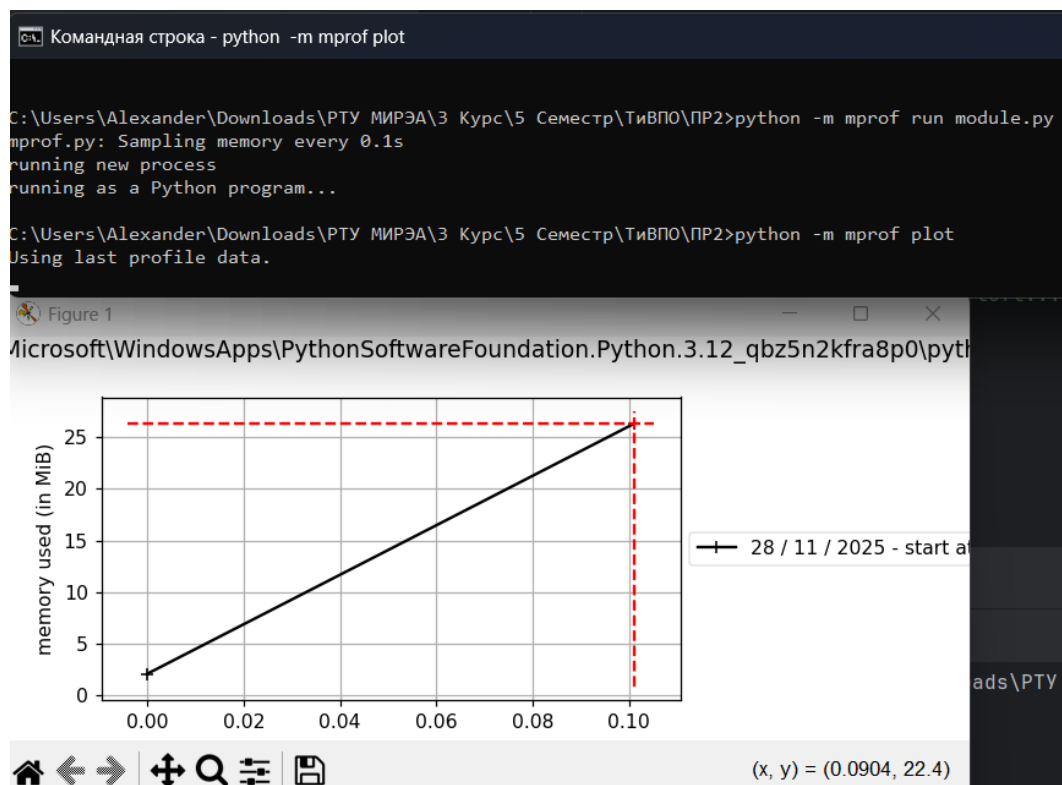 Командная строка - python -m mprof plot
C:\Users\Alexander\Downloads\РТУ МИРЭА\3 Курс\5 Семестр\ТиВПО\ПР2>python -m mprof run module.py
mprof.py: Sampling memory every 0.1s
running new process
running as a Python program...
C:\Users\Alexander\Downloads\РТУ МИРЭА\3 Курс\5 Семестр\ТиВПО\ПР2>python -m mprof plot
Using last profile data.
Figure 1
Microsoft\WindowsApps\PythonSoftwareFoundation.Python.3.12_qbz5n2kfra8p0\pyth
memory used (in MiB)
25
20
15
10
5
0
0.00 0.02 0.04 0.06 0.08 0.10
28 / 11 / 2025 - start at
ads\РТУ
(x, y) = (0.0904, 22.4)